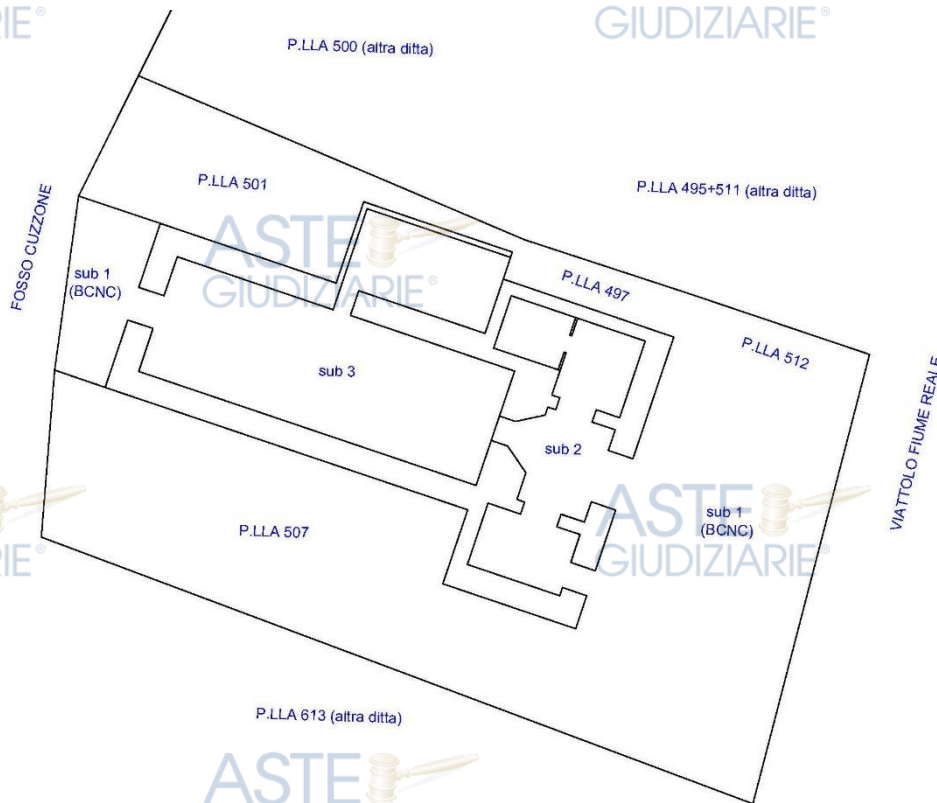 IE®
GIUDIZIARIE®
P.LLA 500 (altra ditta)
P.LLA 501
P.LLA 495+511 (altra ditta)
FOSSO CUZZONE
ASTE
GIUDIZIARIE®
sub 1
(BCNC)
P.LLA 497
P.LLA 512
sub 3
VIATTOLO FIUME REALE
sub 2
ASTE
GIUDIZIARIE®
sub 1
(BCNC)
P.LLA 507
IE®
P.LLA 613 (altra ditta)
ASTE